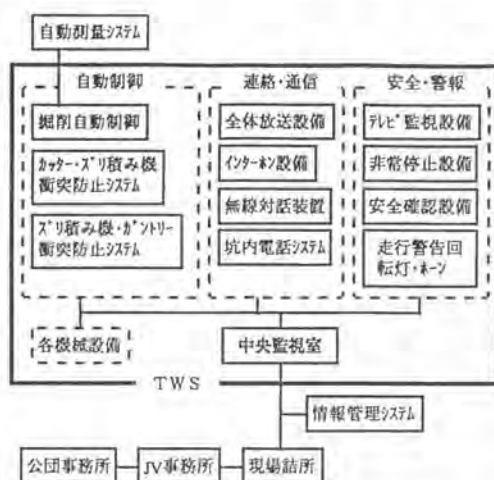 自動測量システム
自動制御
掘削自動制御
カッター・ズリ積み機
衝突防止システム
ズリ積み機・ガントリー
衝突防止システム
連絡・通信
全体放送設備
インターホン設備
無線対話装置
坑内電話システム
安全・警報
テレビ監視設備
非常停止設備
安全確認設備
走行警告回
転灯・ホーン
各機械設備
中央監視室
TWS
情報管理システム
公団事務所
JV事務所
現場詰所